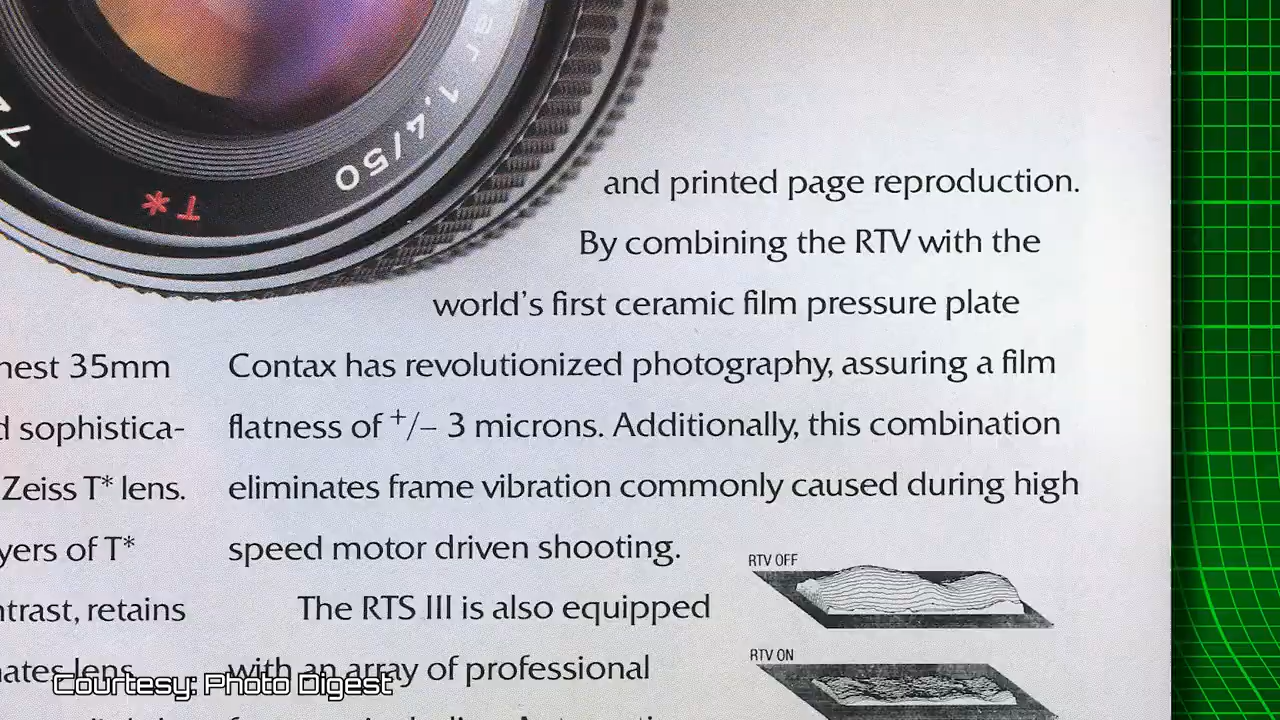 1.4/50
T*
and printed page reproduction.
By combining the RTV with the
world's first ceramic film pressure plate
Contax has revolutionized photography, assuring a film
flatness of +/– 3 microns. Additionally, this combination
eliminates frame vibration commonly caused during high
speed motor driven shooting.
The RTS III is also equipped
with an array of professional
35mm
sophistica-
Zeiss T* lens.
of T*
retains
lens
RTV OFF
RTV ON
Courtesy: Photo Digest